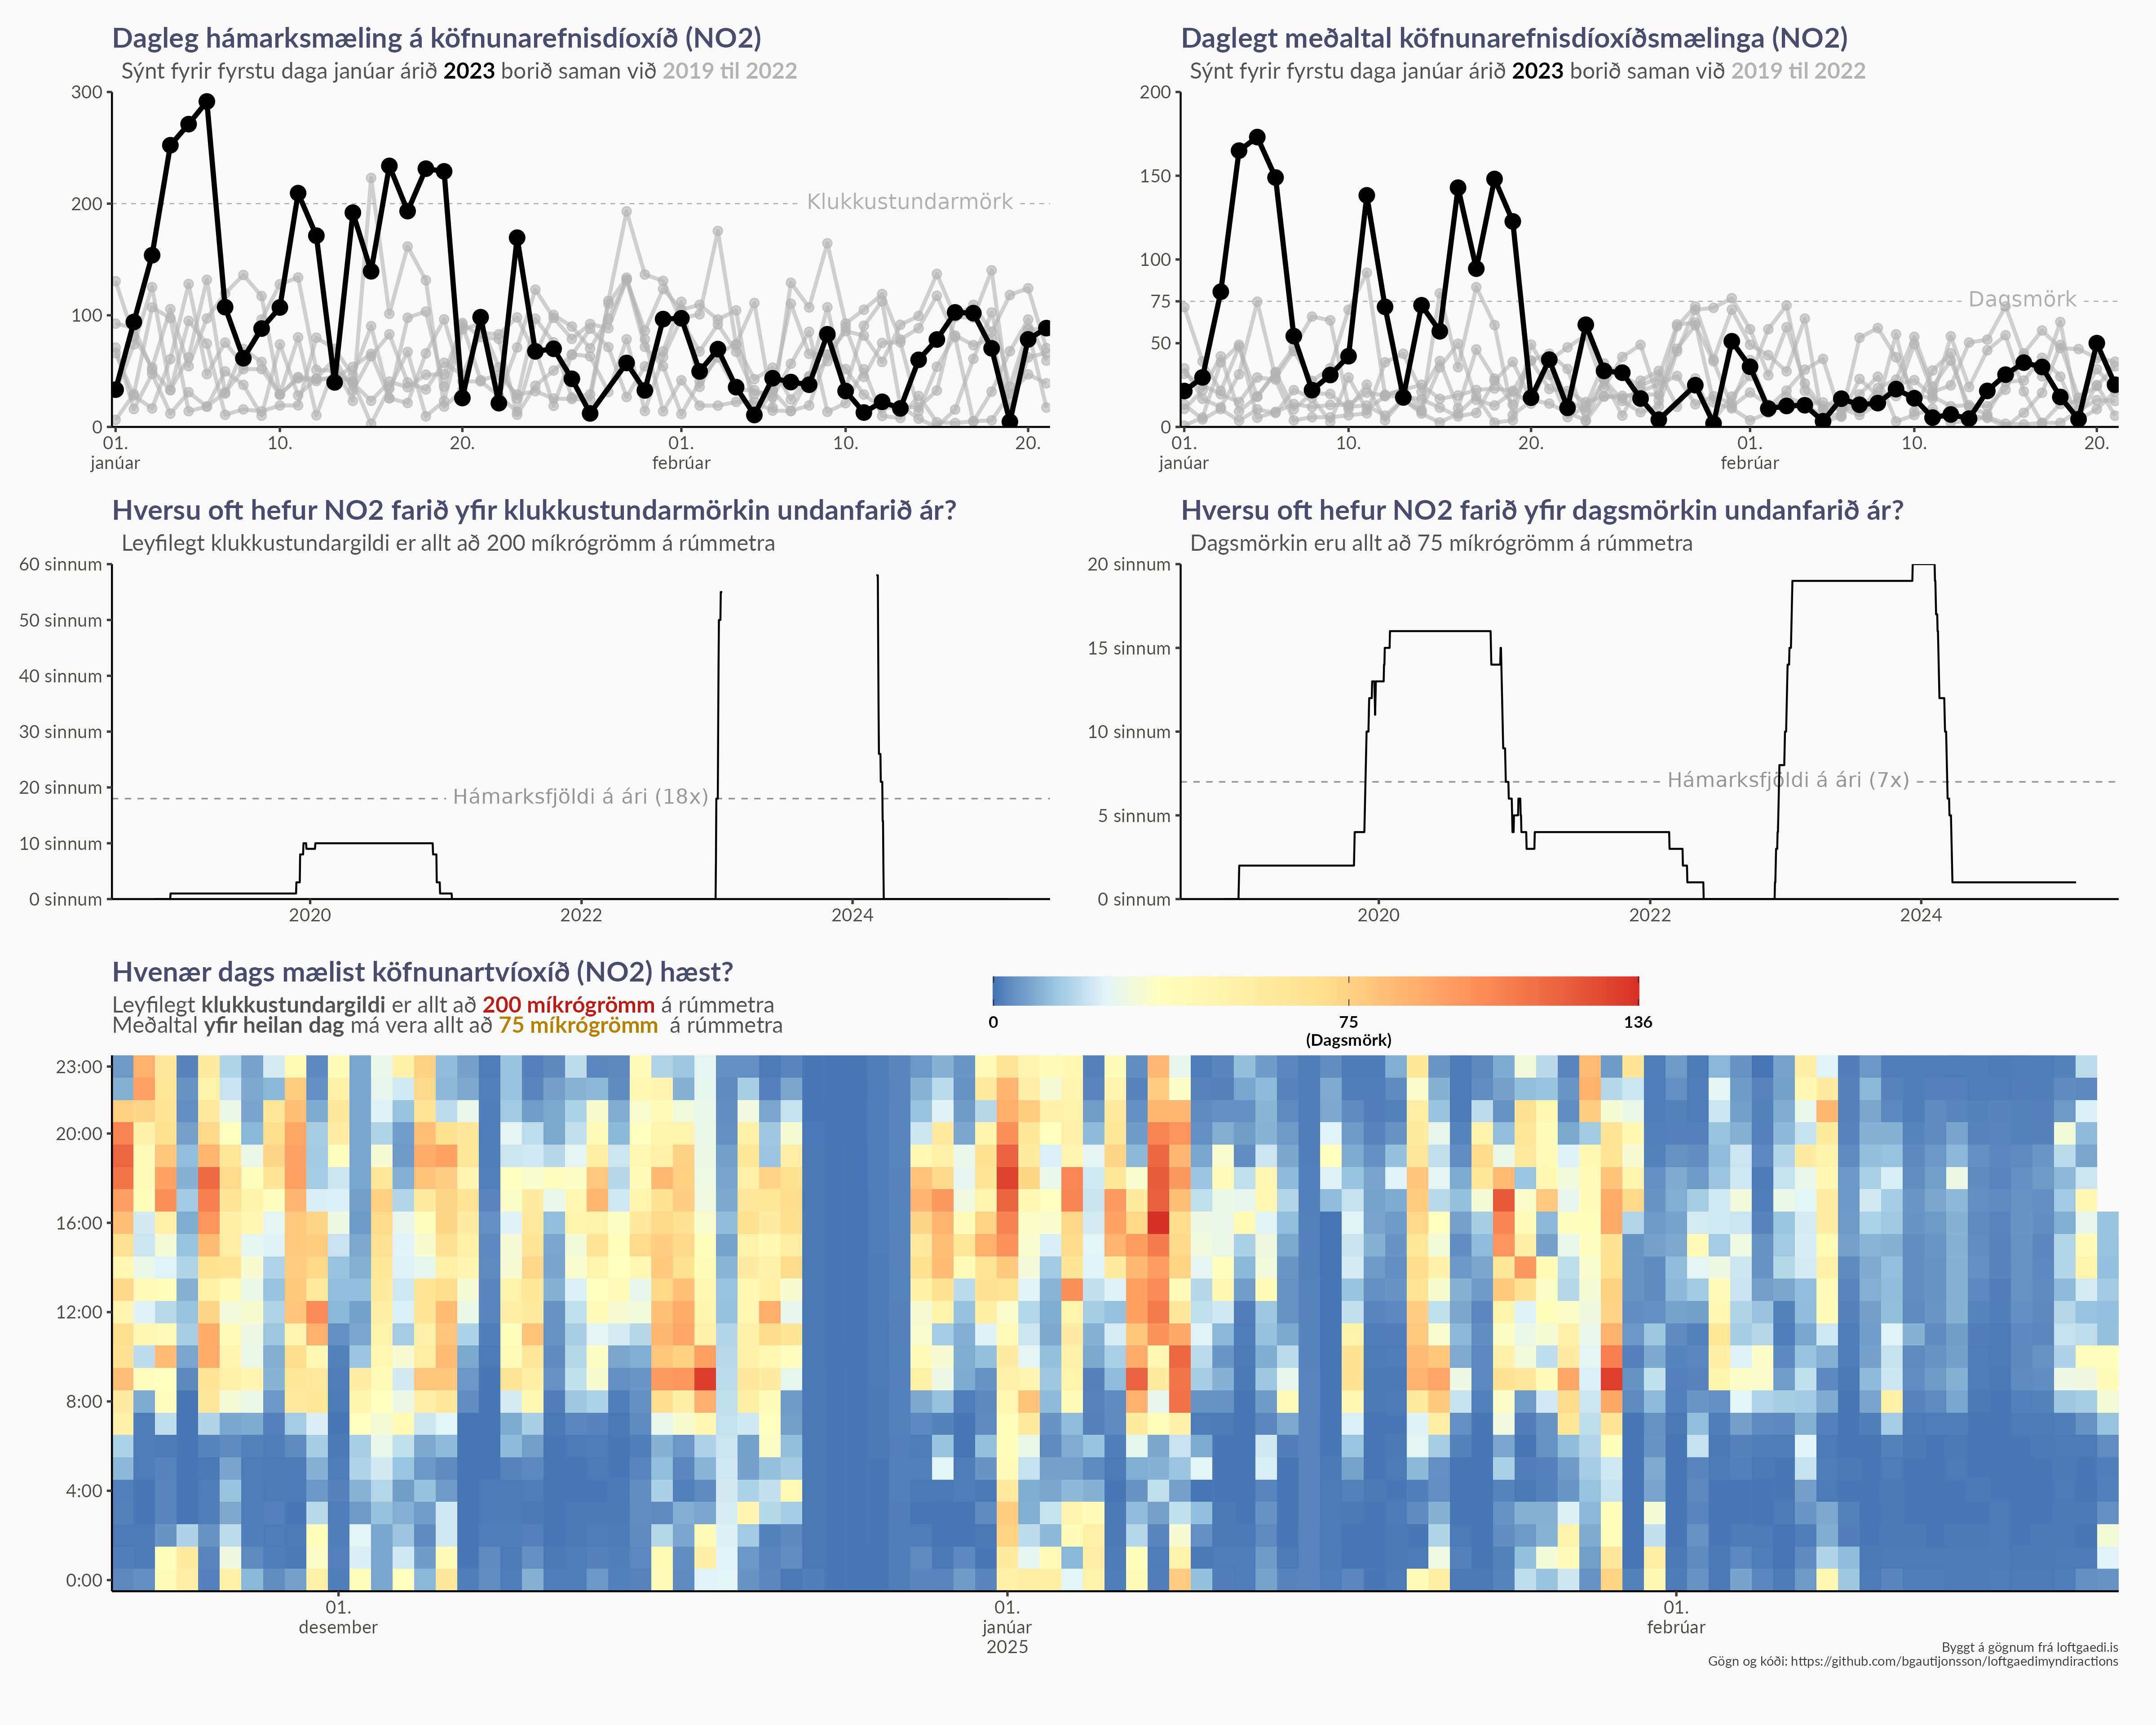 Dagleg hámarksmæling á köfnunarefnisdíoxíð (NO2)
Sýnt fyrir fyrstu daga janúar árið 2023 borið saman við 2019 til 2022
300
200
100
0
Klukkustundarmörk
01.
janúar
10.
20.
01.
febrúar
10.
20.
Daglegt meðaltal köfnunarefnisdíoxíðsmælinga (NO2)
Sýnt fyrir fyrstu daga janúar árið 2023 borið saman við 2019 til 2022
200
150
100
75
50
0
Dagsmörk
01.
janúar
10.
20.
01.
febrúar
10.
20.
Hversu oft hefur NO2 farið yfir klukkustundarmörkin undanfarið ár?
Leyfilegt klukkustundargildi er allt að 200 míkrógrömm á rúmmetra
60 sinnum
50 sinnum
40 sinnum
30 sinnum
20 sinnum
10 sinnum
0 sinnum
Hámarksfjöldi á ári (18x)
2020
2022
2024
Hversu oft hefur NO2 farið yfir dagsmörkin undanfarið ár?
Dagsmörkin eru allt að 75 míkrógrömm á rúmmetra
20 sinnum
15 sinnum
10 sinnum
5 sinnum
0 sinnum
Hámarksfjöldi á ári (7x)
2020
2022
2024
Hvenær dags mælist köfnunartvíoxíð (NO2) hæst?
Leyfilegt klukkustundargildi er allt að 200 míkrógrömm á rúmmetra
Meðaltal yfir heilan dag má vera allt að 75 míkrógrömm á rúmmetra
0
75
(Dagsmörk)
136
23:00
20:00
16:00
12:00
8:00
4:00
0:00
01.
desember
01.
janúar
2025
01.
febrúar
Byggt á gögnum frá loftgaedi.is
Gögn og kóði: https://github.com/bgautijonsson/loftgaedimyndiractions